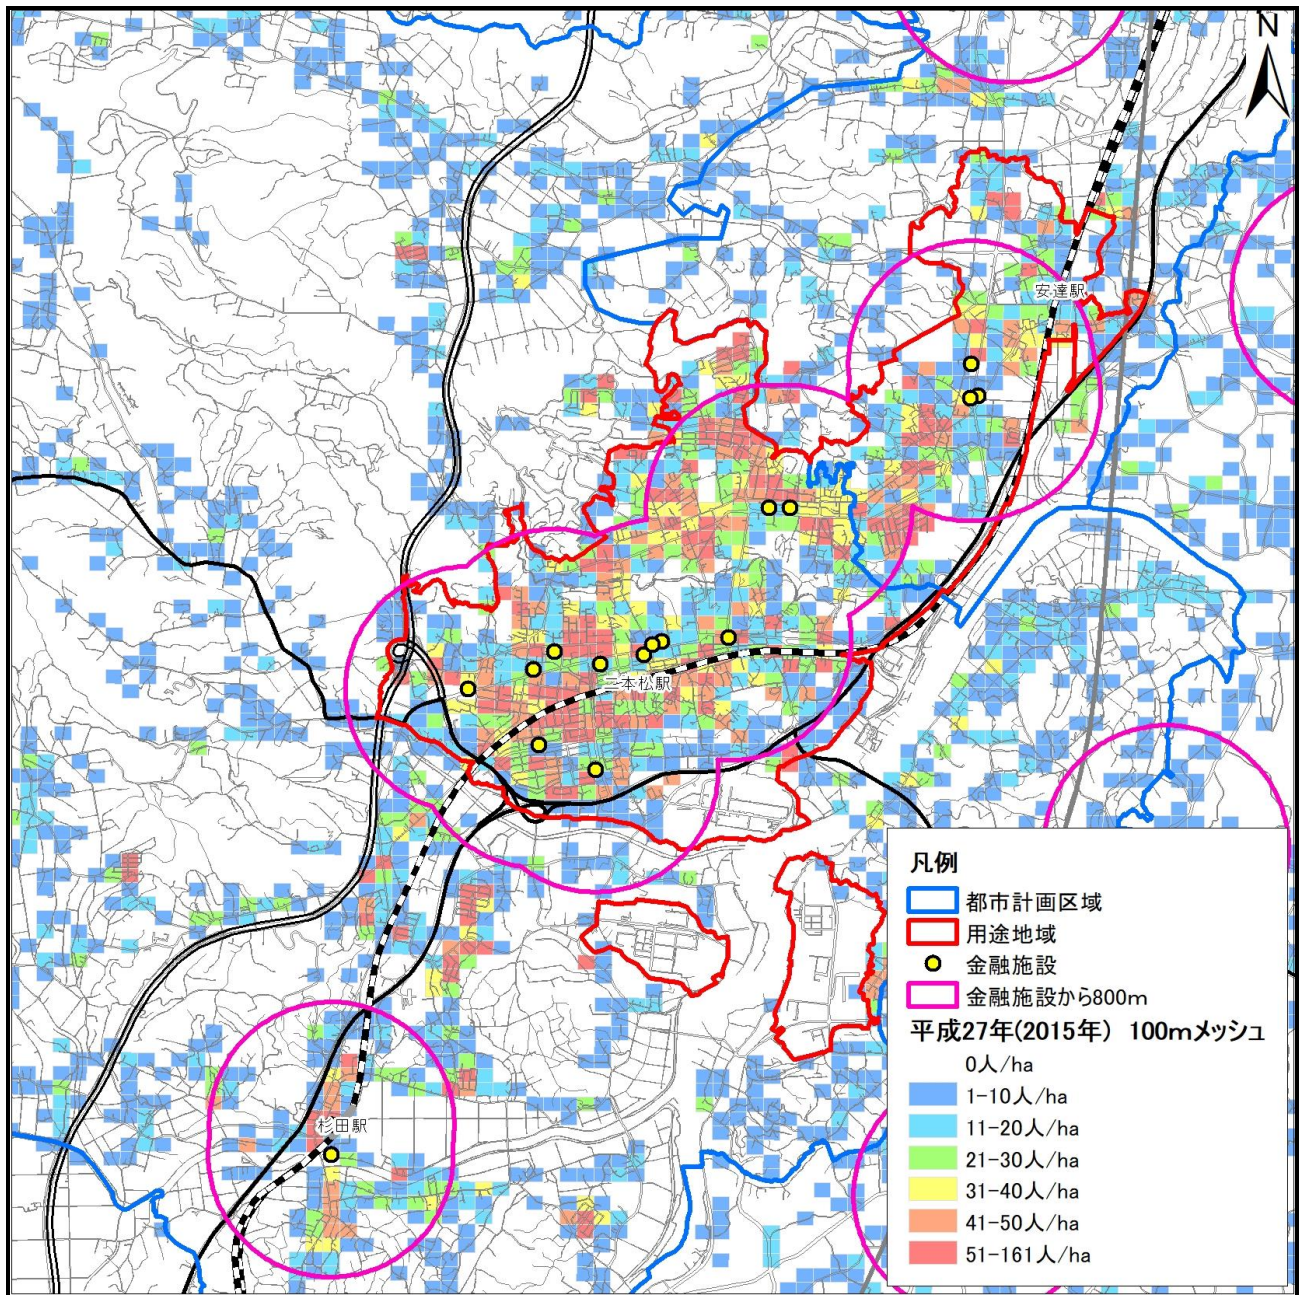 N
安達駅
二本松駅
杉田駅
凡例
都市計画区域
用途地域
金融施設
金融施設から800m
平成27年(2015年) 100mメッシュ
0人/ha
1-10人/ha
11-20人/ha
21-30人/ha
31-40人/ha
41-50人/ha
51-161人/ha